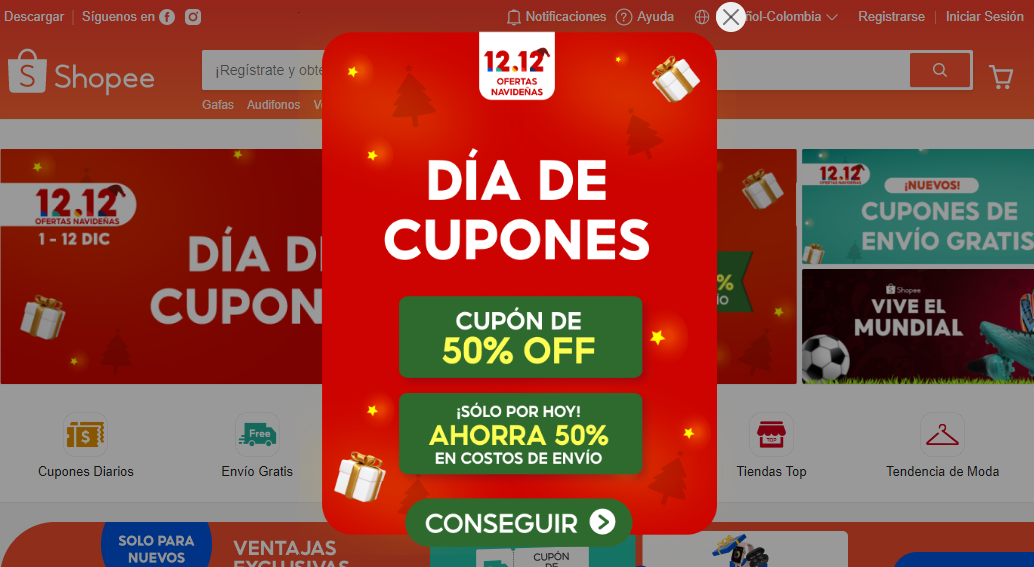 Descargar
Síguenos en
Notificaciones
Ayuda
ñol-Colombia
Registrarse
Iniciar Sesión
Shopee
¡Regístrate y obte
Gafas
Audifonos
12.12
OFERTAS
NAVIDEÑAS
DÍA DE
CUPONES
CUPÓN DE
50% OFF
¡SÓLO POR HOY!
AHORRA 50%
EN COSTOS DE ENVÍO
CONSEGUIR
12.12
OFERTAS NAVIDEÑAS
1 - 12 DIC
DÍA D
CUPON
12.12
OFERTAS NAVIDEÑAS
¡NUEVOS!
CUPONES DE
ENVÍO GRATIS
Shopee
VIVE EL
MUNDIAL
Free
TOP
Cupones Diarios
Envío Gratis
Tiendas Top
Tendencia de Moda
SOLO PARA
NUEVOS
VENTAJAS
EXCLUSIVAS
CUPÓN
DE